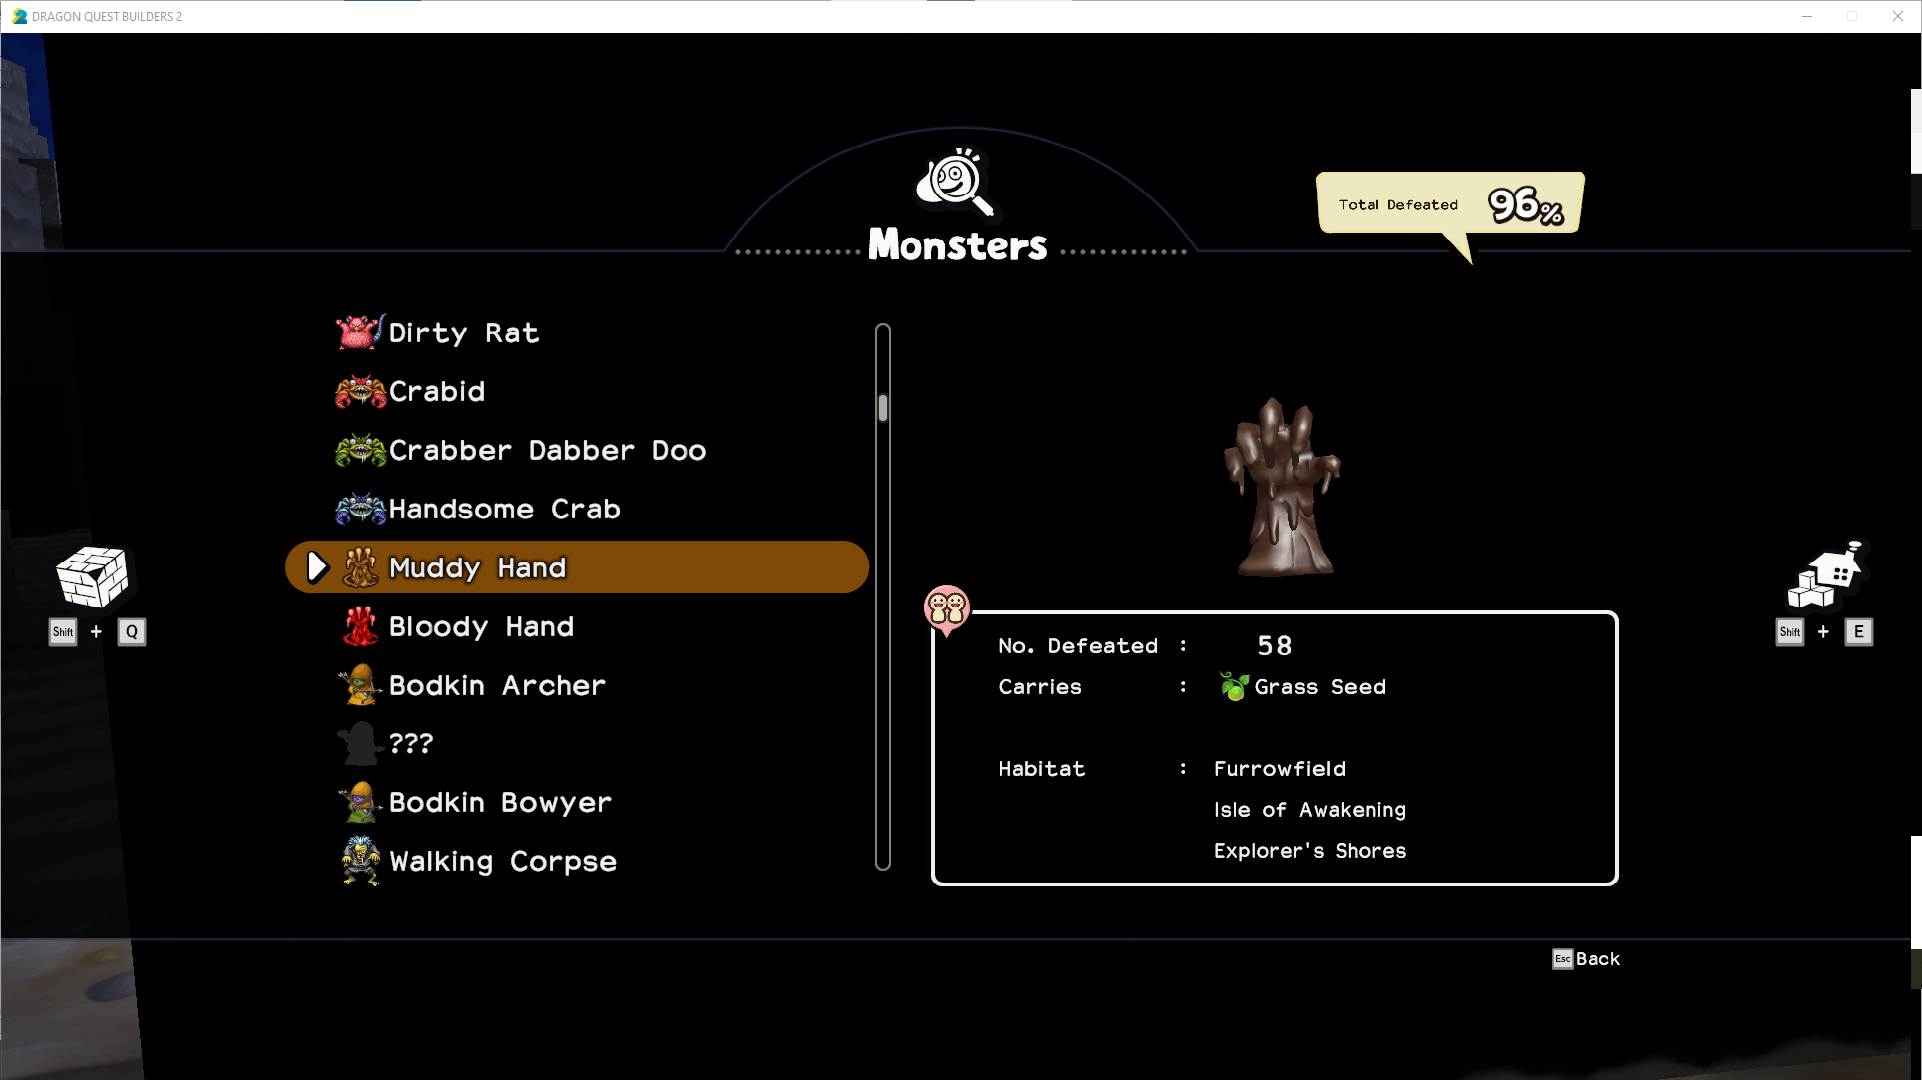 DRAGON QUEST BUILDERS 2
Total Defeated 96%
Monsters
Dirty Rat
Crabid
Crabber Dabber Doo
Handsome Crab
Muddy Hand
Bloody Hand
Bodkin Archer
???
Bodkin Bowyer
Walking Corpse
Shift + Q
No. Defeated : 58
Carries : Grass Seed
Habitat : Furrowfield
Isle of Awakening
Explorer's Shores
Shift + E
Esc Back